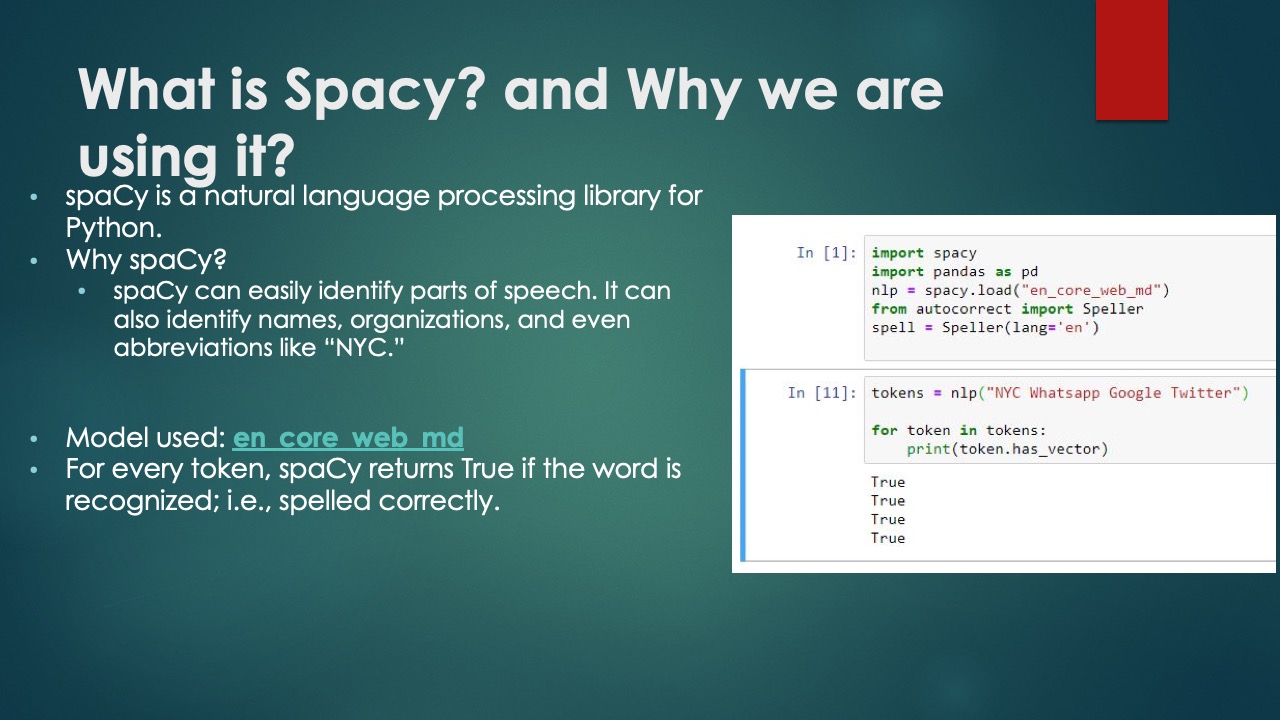 What is Spacy? and Why we are
using it?
• spaCy is a natural language processing library for
Python.
• Why spaCy?
• spaCy can easily identify parts of speech. It can
also identify names, organizations, and even
abbreviations like “NYC.”
• Model used: en_core_web_md
• For every token, spaCy returns True if the word is
recognized; i.e., spelled correctly.
In [1]: import spacy
import pandas as pd
nlp = spacy.load("en_core_web_md")
from autocorrect import Speller
spell = Speller(lang='en')
In [11]: tokens = nlp("NYC Whatsapp Google Twitter")
for token in tokens:
    print(token.has_vector)
True
True
True
True